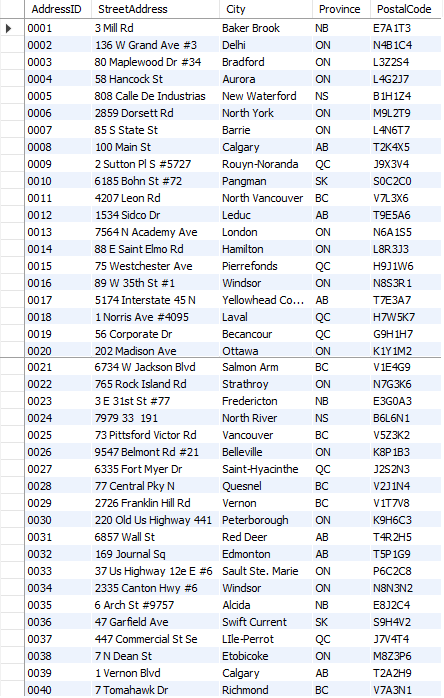 AddressID StreetAddress City Province PostalCode
0001 3 Mill Rd Baker Brook NB E7A1T3
0002 136 W Grand Ave #3 Delhi ON N4B1C4
0003 80 Maplewood Dr #34 Bradford ON L3Z2S4
0004 58 Hancock St Aurora ON L4G2J7
0005 808 Calle De Industrias New Waterford NS B1H1Z4
0006 2859 Dorsett Rd North York ON M9L2T9
0007 85 S State St Barrie ON L4N6T7
0008 100 Main St Calgary AB T2K4X5
0009 2 Sutton Pl S #5727 Rouyn-Noranda QC J9X3V4
0010 6185 Bohn St #72 Pangman SK S0C2C0
0011 4207 Leon Rd North Vancouver BC V7L3X6
0012 1534 Sidco Dr Leduc AB T9E5A6
0013 7564 N Academy Ave London ON N6A1S5
0014 88 E Saint Elmo Rd Hamilton ON L8R3J3
0015 75 Westchester Ave Pierrefonds QC H9J1W6
0016 89 W 35th St #1 Windsor ON N8S3R1
0017 5174 Interstate 45 N Yellowhead Co... AB T7E3A7
0018 1 Norris Ave #4095 Laval QC H7W5K7
0019 56 Corporate Dr Becancour QC G9H1H7
0020 202 Madison Ave Ottawa ON K1Y1M2
0021 6734 W Jackson Blvd Salmon Arm BC V1E4G9
0022 765 Rock Island Rd Strathroy ON N7G3K6
0023 3 E 31st St #77 Fredericton NB E3G0A3
0024 7979 33 191 North River NS B6L6N1
0025 73 Pittsford Victor Rd Vancouver BC V5Z3K2
0026 9547 Belmont Rd #21 Belleville ON K8P1B3
0027 6335 Fort Myer Dr Saint-Hyacinthe QC J2S2N3
0028 77 Central Pky N Quesnel BC V2J1N4
0029 2726 Franklin Hill Rd Vernon BC V1T7V8
0030 220 Old Us Highway 441 Peterborough ON K9H6C3
0031 6857 Wall St Red Deer AB T4R2H5
0032 169 Journal Sq Edmonton AB T5P1G9
0033 37 Us Highway 12e E #6 Sault Ste. Marie ON P6C2C8
0034 2335 Canton Hwy #6 Windsor ON N8N3N2
0035 6 Arch St #9757 Alcida NB E8J2C4
0036 47 Garfield Ave Swift Current SK S9H4V2
0037 447 Commercial St Se LIle-Perrot QC J7V4T4
0038 7 N Dean St Etobicoke ON M8Z3P6
0039 1 Vernon Blvd Calgary AB T2A2H9
0040 7 Tomahawk Dr Richmond BC V7A3N1